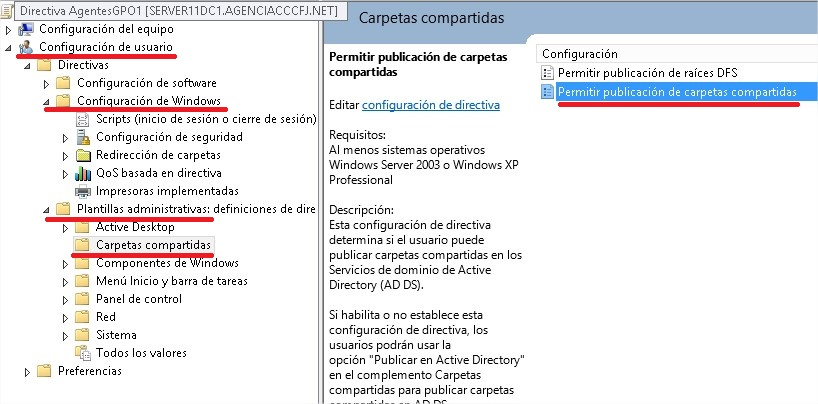 Directiva AgentesGPO1 [SERVER11DC1.AGENCIACCCFJ.NET]
Configuración del equipo
Configuración de usuario
Directivas
Configuración de software
Configuración de Windows
Scripts (inicio de sesión o cierre de sesión)
Configuración de seguridad
Redirección de carpetas
QoS basada en directiva
Impresoras implementadas
Plantillas administrativas: definiciones de dire
Active Desktop
Carpetas compartidas
Componentes de Windows
Menú Inicio y barra de tareas
Panel de control
Red
Sistema
Todos los valores
Preferencias
Carpetas compartidas
Permitir publicación de carpetas
compartidas
Editar configuración de directiva
Requisitos:
Al menos sistemas operativos
Windows Server 2003 o Windows XP
Professional
Descripción:
Esta configuración de directiva
determina si el usuario puede
publicar carpetas compartidas en los
Servicios de dominio de Active
Directory (AD DS).
Si habilita o no establece esta
configuración de directiva, los
usuarios podrán usar la
opción "Publicar en Active Directory"
en el complemento Carpetas
compartidas para publicar carpetas
compartidas en AD DS.
Configuración
Permitir publicación de raíces DFS
Permitir publicación de carpetas compartidas